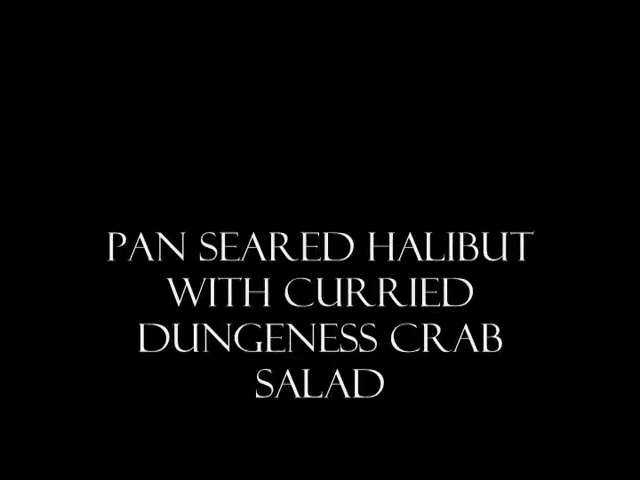 PAN SEARED HALIBUT
WITH CURRIED
DUNGENESS CRAB
SALAD